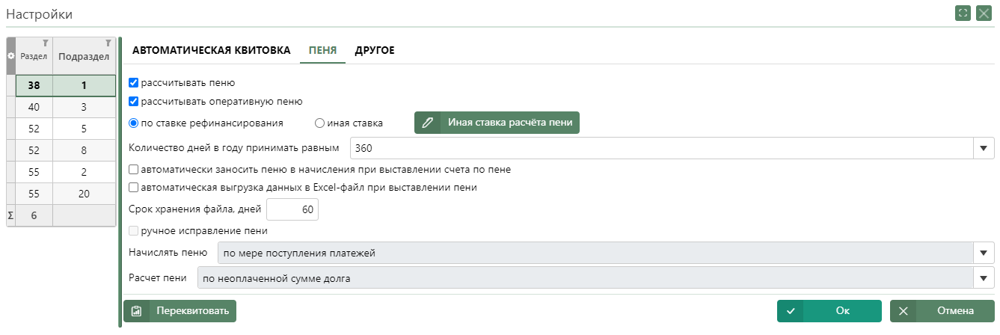 Настройки
Раздел Подраздел
38 1
40 3
52 5
52 8
55 2
55 20
Σ 6
АВТОМАТИЧЕСКАЯ КВИТОВКА ПЕНЯ ДРУГОЕ
рассчитывать пеню
рассчитывать оперативную пеню
по ставке рефинансирования иная ставка Иная ставка расчёта пени
Количество дней в году принимать равным 360
автоматически заносить пеню в начисления при выставлении счета по пене
автоматическая выгрузка данных в Excel-файл при выставлении пени
Срок хранения файла, дней 60
ручное исправление пени
Начислять пеню по мере поступления платежей
Расчет пени по неоплаченной сумме долга
Переквитовать Ок Отмена